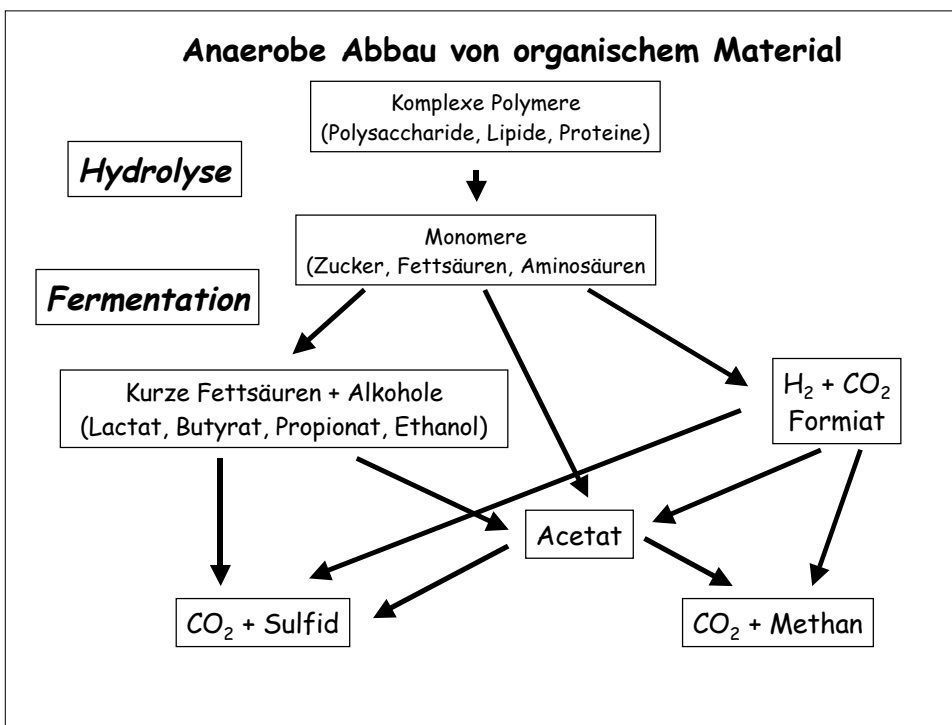 Anaerobe Abbau von organischem Material
Komplexe Polymere
(Polysaccharide, Lipide, Proteine)
Hydrolyse
Monomere
(Zucker, Fettsäuren, Aminosäuren
Fermentation
Kurze Fettsäuren + Alkohole
(Lactat, Butyrat, Propionat, Ethanol)
H₂ + CO₂
Formiat
Acetat
CO₂ + Sulfid
CO₂ + Methan